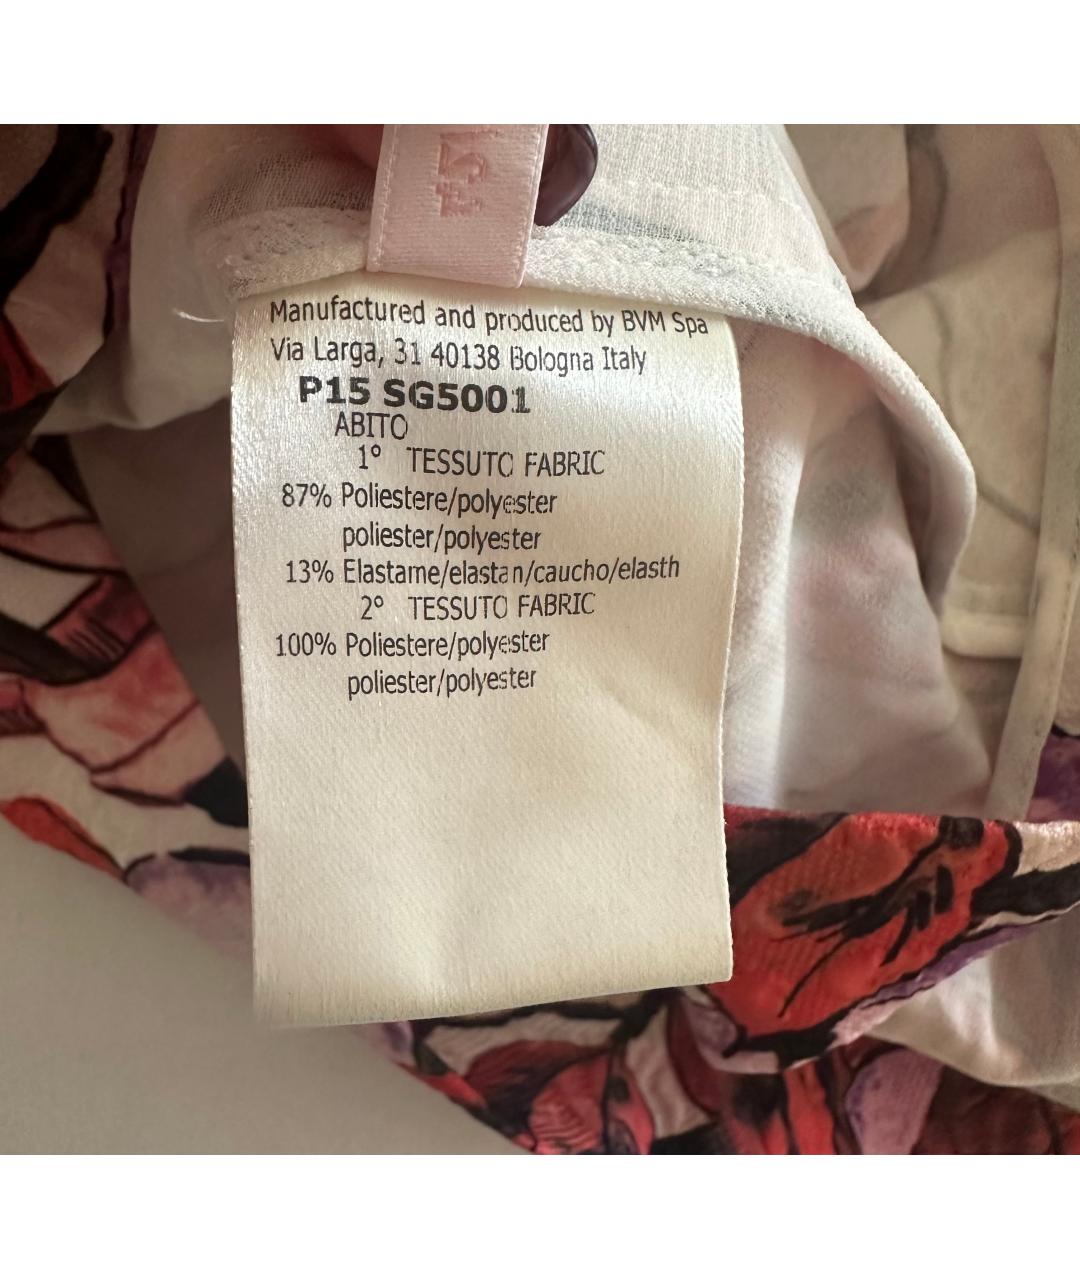 Manufactured and produced by BVM Spa
Via Larga, 31 40138 Bologna Italy
P15 SG5001
ABITO
1° TESSUTO FABRIC
87% Poliestere/polyester
poliester/polyester
13% Elastame/elastan/caucho/elasth
2° TESSUTO FABRIC
100% Poliestere/polyester
poliester/polyester